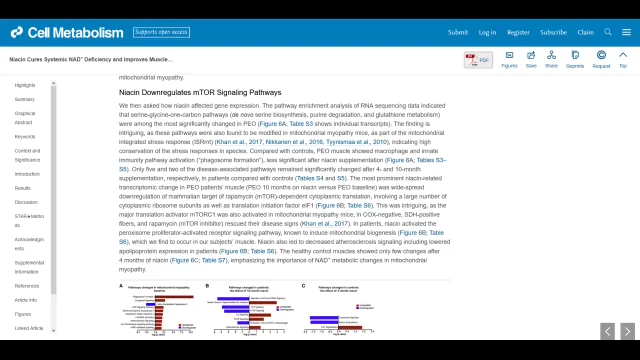 Cell Metabolism
Supports open access
Submit Log in Register Subscribe Claim
Niacin Cures Systemic NAD+ Deficiency and Improves Muscle...
PDF
Figures Save Share Reprints Request Top
Highlights
Summary
Graphical
Abstract
Keywords
Context and
Significance
Introduction
Results
Discussion
STAR★Metho
ds
Acknowledgm
ents
Supplemental
Information
References
Article Info
Figures
Linked Article
mitochondrial myopathy.
Niacin Downregulates mTOR Signaling Pathways
We then asked how niacin affected gene expression. The pathway enrichment analysis of RNA sequencing data indicated
that serine-glycine-one-carbon pathways (de novo serine biosynthesis, purine degradation, and glutathione metabolism)
were among the most significantly changed in PEO (Figure 6A; Table S3 shows individual transcripts). The finding is
intriguing, as these pathways were also found to be modified in mitochondrial myopathy mice, as part of the mitochondrial
integrated stress response (ISRmt) (Khan et al., 2017, Nikkanen et al., 2016, Tyynismaa et al., 2010), indicating high
conservation of the stress responses in species. Compared with controls, PEO muscle showed macrophage and innate
immunity pathway activation ("phagosome formation"), less significant after niacin supplementation (Figure 6A; Tables S3–
S5). Only five and two of the disease-associated pathways remained significantly changed after 4- and 10-month
supplementation, respectively, in patients compared with controls (Tables S4 and S5). The most prominent niacin-related
transcriptomic change in PEO patients' muscle (PEO 10 months on niacin versus PEO baseline) was wide-spread
downregulation of mammalian target of rapamycin (mTOR)-dependent cytoplasmic translation, involving a large number of
cytoplasmic ribosome subunits as well as translation initiation factor eIF1 (Figure 6B; Table S6). This was intriguing, as the
major translation activator mTORC1 was also activated in mitochondrial myopathy mice, in COX-negative, SDH-positive
fibers, and rapamycin (mTOR inhibitor) rescued their disease signs (Khan et al., 2017). In patients, niacin activated the
peroxisome proliferator-activated receptor-signaling pathway, known to induce mitochondrial biogenesis (Figure 6B; Table
S6), which we find to occur in our subjects' muscle. Niacin also led to decreased atherosclerosis signaling including lowered
apolipoprotein expression in patients (Figure 6B; Table S6). The healthy control muscles showed only few changes after
4 months of niacin (Figure 6C; Table S7), emphasizing the importance of NAD+ metabolic changes in mitochondrial
myopathy.
A
B
C